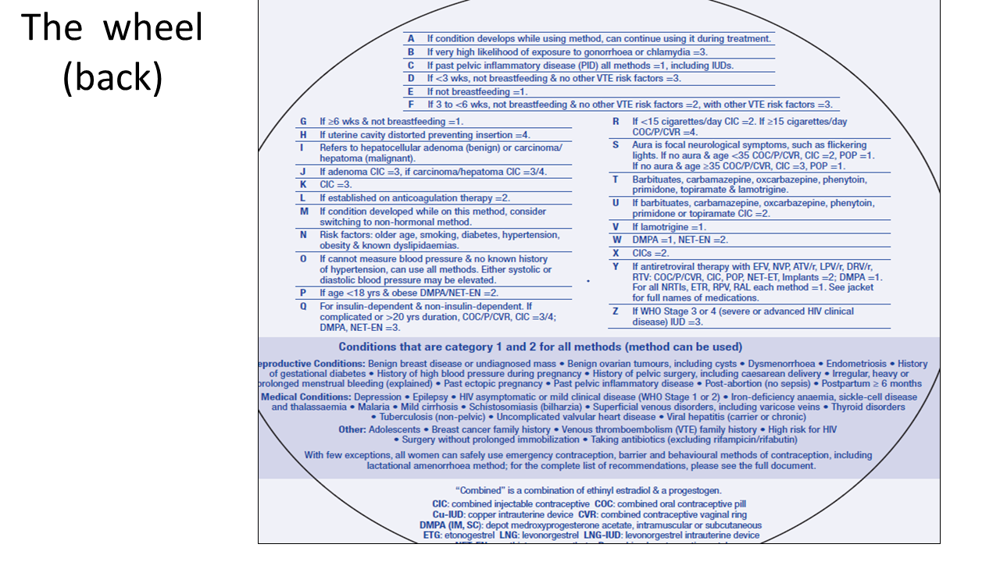 The wheel
(back)
A If condition develops while using method, can continue using it during treatment.
B If very high likelihood of exposure to gonorrhoea or chlamydia =3.
C If past pelvic inflammatory disease (PID) all methods =1, including IUDs.
D If <3 wks, not breastfeeding & no other VTE risk factors =3.
E If not breastfeeding =1.
F If 3 to <6 wks, not breastfeeding & no other VTE risk factors =2, with other VTE risk factors =3.
G If ≥6 wks & not breastfeeding =1.
H If uterine cavity distorted preventing insertion =4.
I Refers to hepatocellular adenoma (benign) or carcinoma/
hepatoma (malignant).
J If adenoma CIC =3, if carcinoma/hepatoma CIC =3/4.
K CIC =3.
L If established on anticoagulation therapy =2.
M If condition developed while on this method, consider
switching to non-hormonal method.
N Risk factors: older age, smoking, diabetes, hypertension,
obesity & known dyslipidaemias.
O If cannot measure blood pressure & no known history
of hypertension, can use all methods. Either systolic or
diastolic blood pressure may be elevated.
P If age <18 yrs & obese DMPA/NET-EN =2.
Q For insulin-dependent & non-insulin-dependent. If
complicated or >20 yrs duration, COC/P/CVR, CIC =3/4;
DMPA, NET-EN =3.
R If <15 cigarettes/day CIC =2. If ≥15 cigarettes/day
COC/P/CVR =4.
S Aura is focal neurological symptoms, such as flickering
lights. If no aura & age <35 COC/P/CVR, CIC =2, POP =1.
If no aura & age ≥35 COC/P/CVR, CIC =3, POP =1.
T Barbituates, carbamazepine, oxcarbazepine, phenytoin,
primidone, topiramate & lamotrigine.
U If barbituates, carbamazepine, oxcarbazepine, phenytoin,
primidone or topiramate CIC =2.
V If lamotrigine =1.
W DMPA =1, NET-EN =2.
X CICs =2.
Y If antiretroviral therapy with EFV, NVP, ATV/r, LPV/r, DRV/r,
RTV: COC/P/CVR, CIC, POP, NET-ET, Implants =2; DMPA =1.
For all NRTIs, ETR, RPV, RAL each method =1. See jacket
for full names of medications.
Z If WHO Stage 3 or 4 (severe or advanced HIV clinical
disease) IUD =3.
Conditions that are category 1 and 2 for all methods (method can be used)
eproductive Conditions: Benign breast disease or undiagnosed mass • Benign ovarian tumours, including cysts • Dysmenorrhoea • Endometriosis • History
of gestational diabetes • History of high blood pressure during pregnancy • History of pelvic surgery, including caesarean delivery • Irregular, heavy or
prolonged menstrual bleeding (explained) • Past ectopic pregnancy • Past pelvic inflammatory disease • Post-abortion (no sepsis) • Postpartum ≥ 6 months
Medical Conditions: Depression • Epilepsy • HIV asymptomatic or mild clinical disease (WHO Stage 1 or 2) • Iron-deficiency anaemia, sickle-cell disease
and thalassaemia • Malaria • Mild cirrhosis • Schistosomiasis (bilharzia) • Superficial venous disorders, including varicose veins • Thyroid disorders
• Tuberculosis (non-pelvic) • Uncomplicated valvular heart disease • Viral hepatitis (carrier or chronic)
Other: Adolescents • Breast cancer family history • Venous thromboembolism (VTE) family history • High risk for HIV
• Surgery without prolonged immobilization • Taking antibiotics (excluding rifampicin/rifabutin)
With few exceptions, all women can safely use emergency contraception, barrier and behavioural methods of contraception, including
lactational amenorrhoea method; for the complete list of recommendations, please see the full document.
“Combined” is a combination of ethinyl estradiol & a progestogen.
CIC: combined injectable contraceptive COC: combined oral contraceptive pill
Cu-IUD: copper intrauterine device CVR: combined contraceptive vaginal ring
DMPA (IM, SC): depot medroxyprogesterone acetate, intramuscular or subcutaneous
ETG: etonogestrel LNG: levonorgestrel LNG-IUD: levonorgestrel intrauterine device